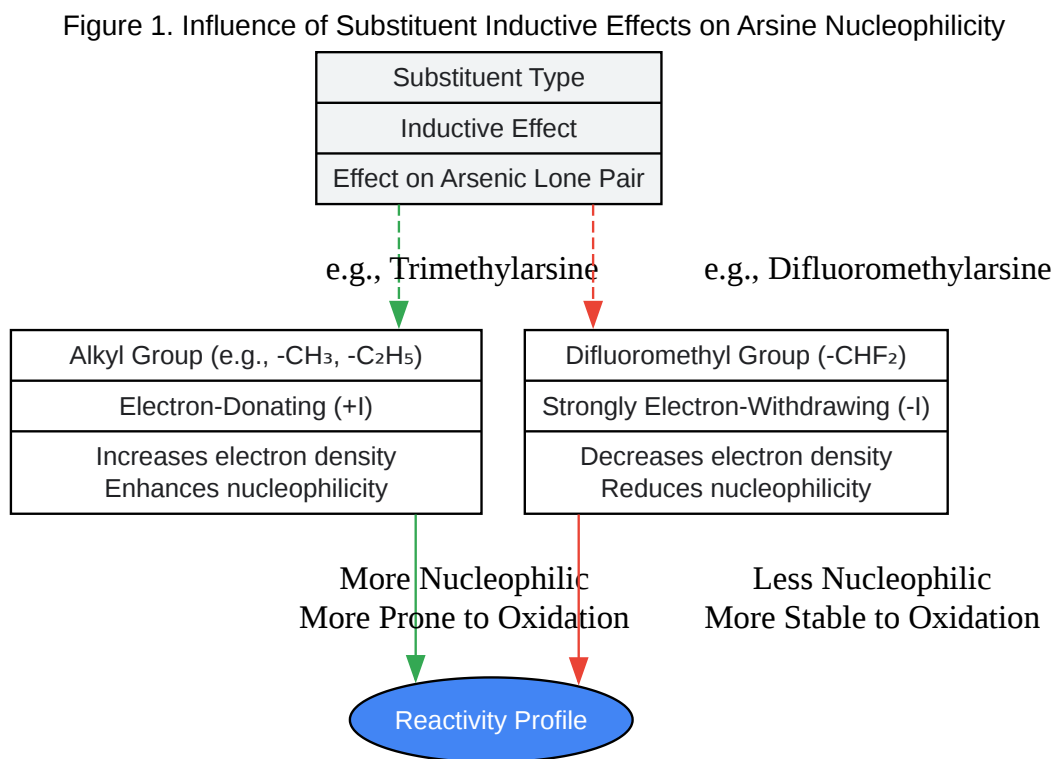 Figure 1. Influence of Substituent Inductive Effects on Arsine Nucleophilicity
Substituent Type
Inductive Effect
Effect on Arsenic Lone Pair
e.g., Trimethylarsine
e.g., Difluoromethylarsine
Alkyl Group (e.g., -CH₃, -C₂H₅)
Electron-Donating (+I)
Increases electron density
Enhances nucleophilicity
Difluoromethyl Group (-CHF₂)
Strongly Electron-Withdrawing (-I)
Decreases electron density
Reduces nucleophilicity
More Nucleophilic
More Prone to Oxidation
Less Nucleophilic
More Stable to Oxidation
Reactivity Profile